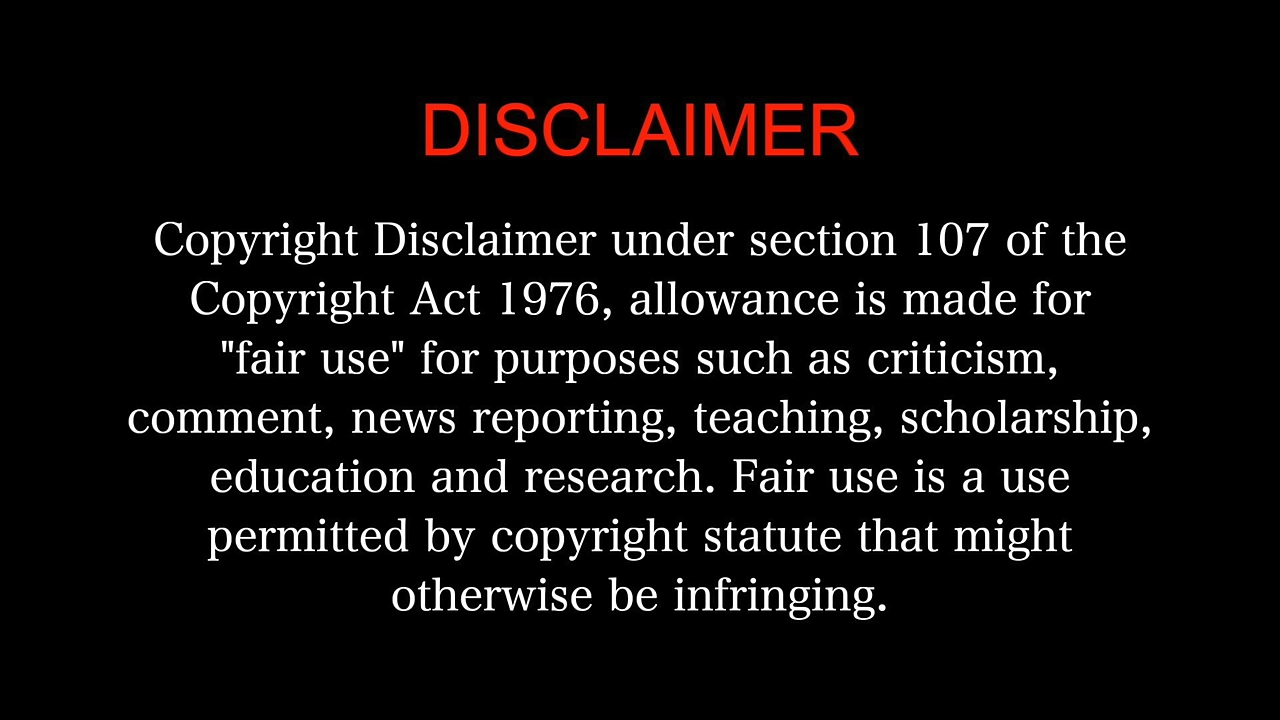 DISCLAIMER
Copyright Disclaimer under section 107 of the
Copyright Act 1976, allowance is made for
"fair use" for purposes such as criticism,
comment, news reporting, teaching, scholarship,
education and research. Fair use is a use
permitted by copyright statute that might
otherwise be infringing.